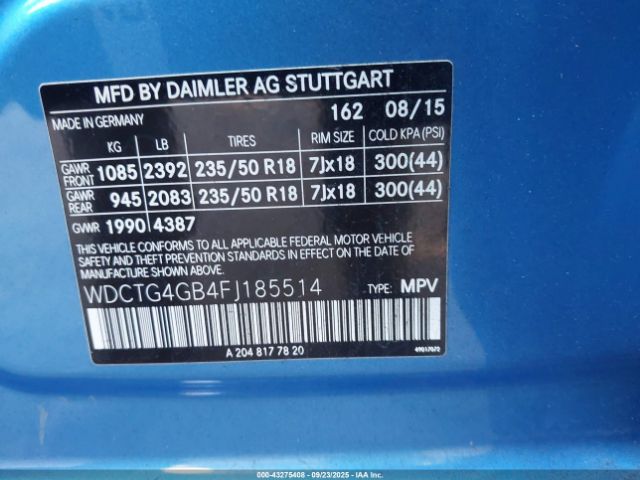 MFD BY DAIMLER AG STUTTGART
MADE IN GERMANY 162 08/15
KG LB TIRES RIM SIZE COLD KPA (PSI)
GAWR FRONT 1085 2392 235/50 R18 7Jx18 300(44)
GAWR REAR 945 2083 235/50 R18 7Jx18 300(44)
GVWR 1990 4387
THIS VEHICLE CONFORMS TO ALL APPLICABLE FEDERAL MOTOR VEHICLE
SAFETY AND THEFT PREVENTION STANDARDS IN EFFECT ON THE DATE
OF MANUFACTURE SHOWN ABOVE.
WDCTG4GB4FJ185514 TYPE: MPV
A 204 817 78 20
000-43275408 - 09/23/2025 - IAAI.COM